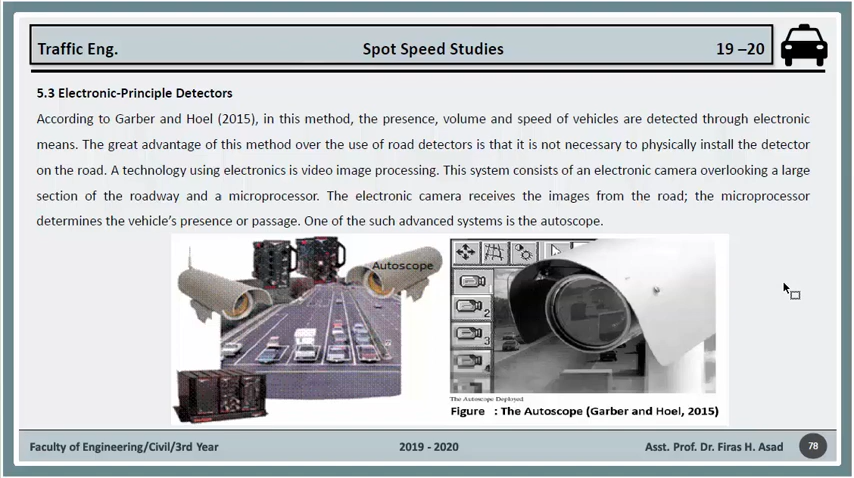 Traffic Eng. Spot Speed Studies 19 –20
5.3 Electronic-Principle Detectors
According to Garber and Hoel (2015), in this method, the presence, volume and speed of vehicles are detected through electronic
means. The great advantage of this method over the use of road detectors is that it is not necessary to physically install the detector
on the road. A technology using electronics is video image processing. This system consists of an electronic camera overlooking a large
section of the roadway and a microprocessor. The electronic camera receives the images from the road; the microprocessor
determines the vehicle's presence or passage. One of the such advanced systems is the autoscope.
Autoscope
2
3
4
The Autoscope Deployed
Figure : The Autoscope (Garber and Hoel, 2015)
Faculty of Engineering/Civil/3rd Year 2019 - 2020 Asst. Prof. Dr. Firas H. Asad 78